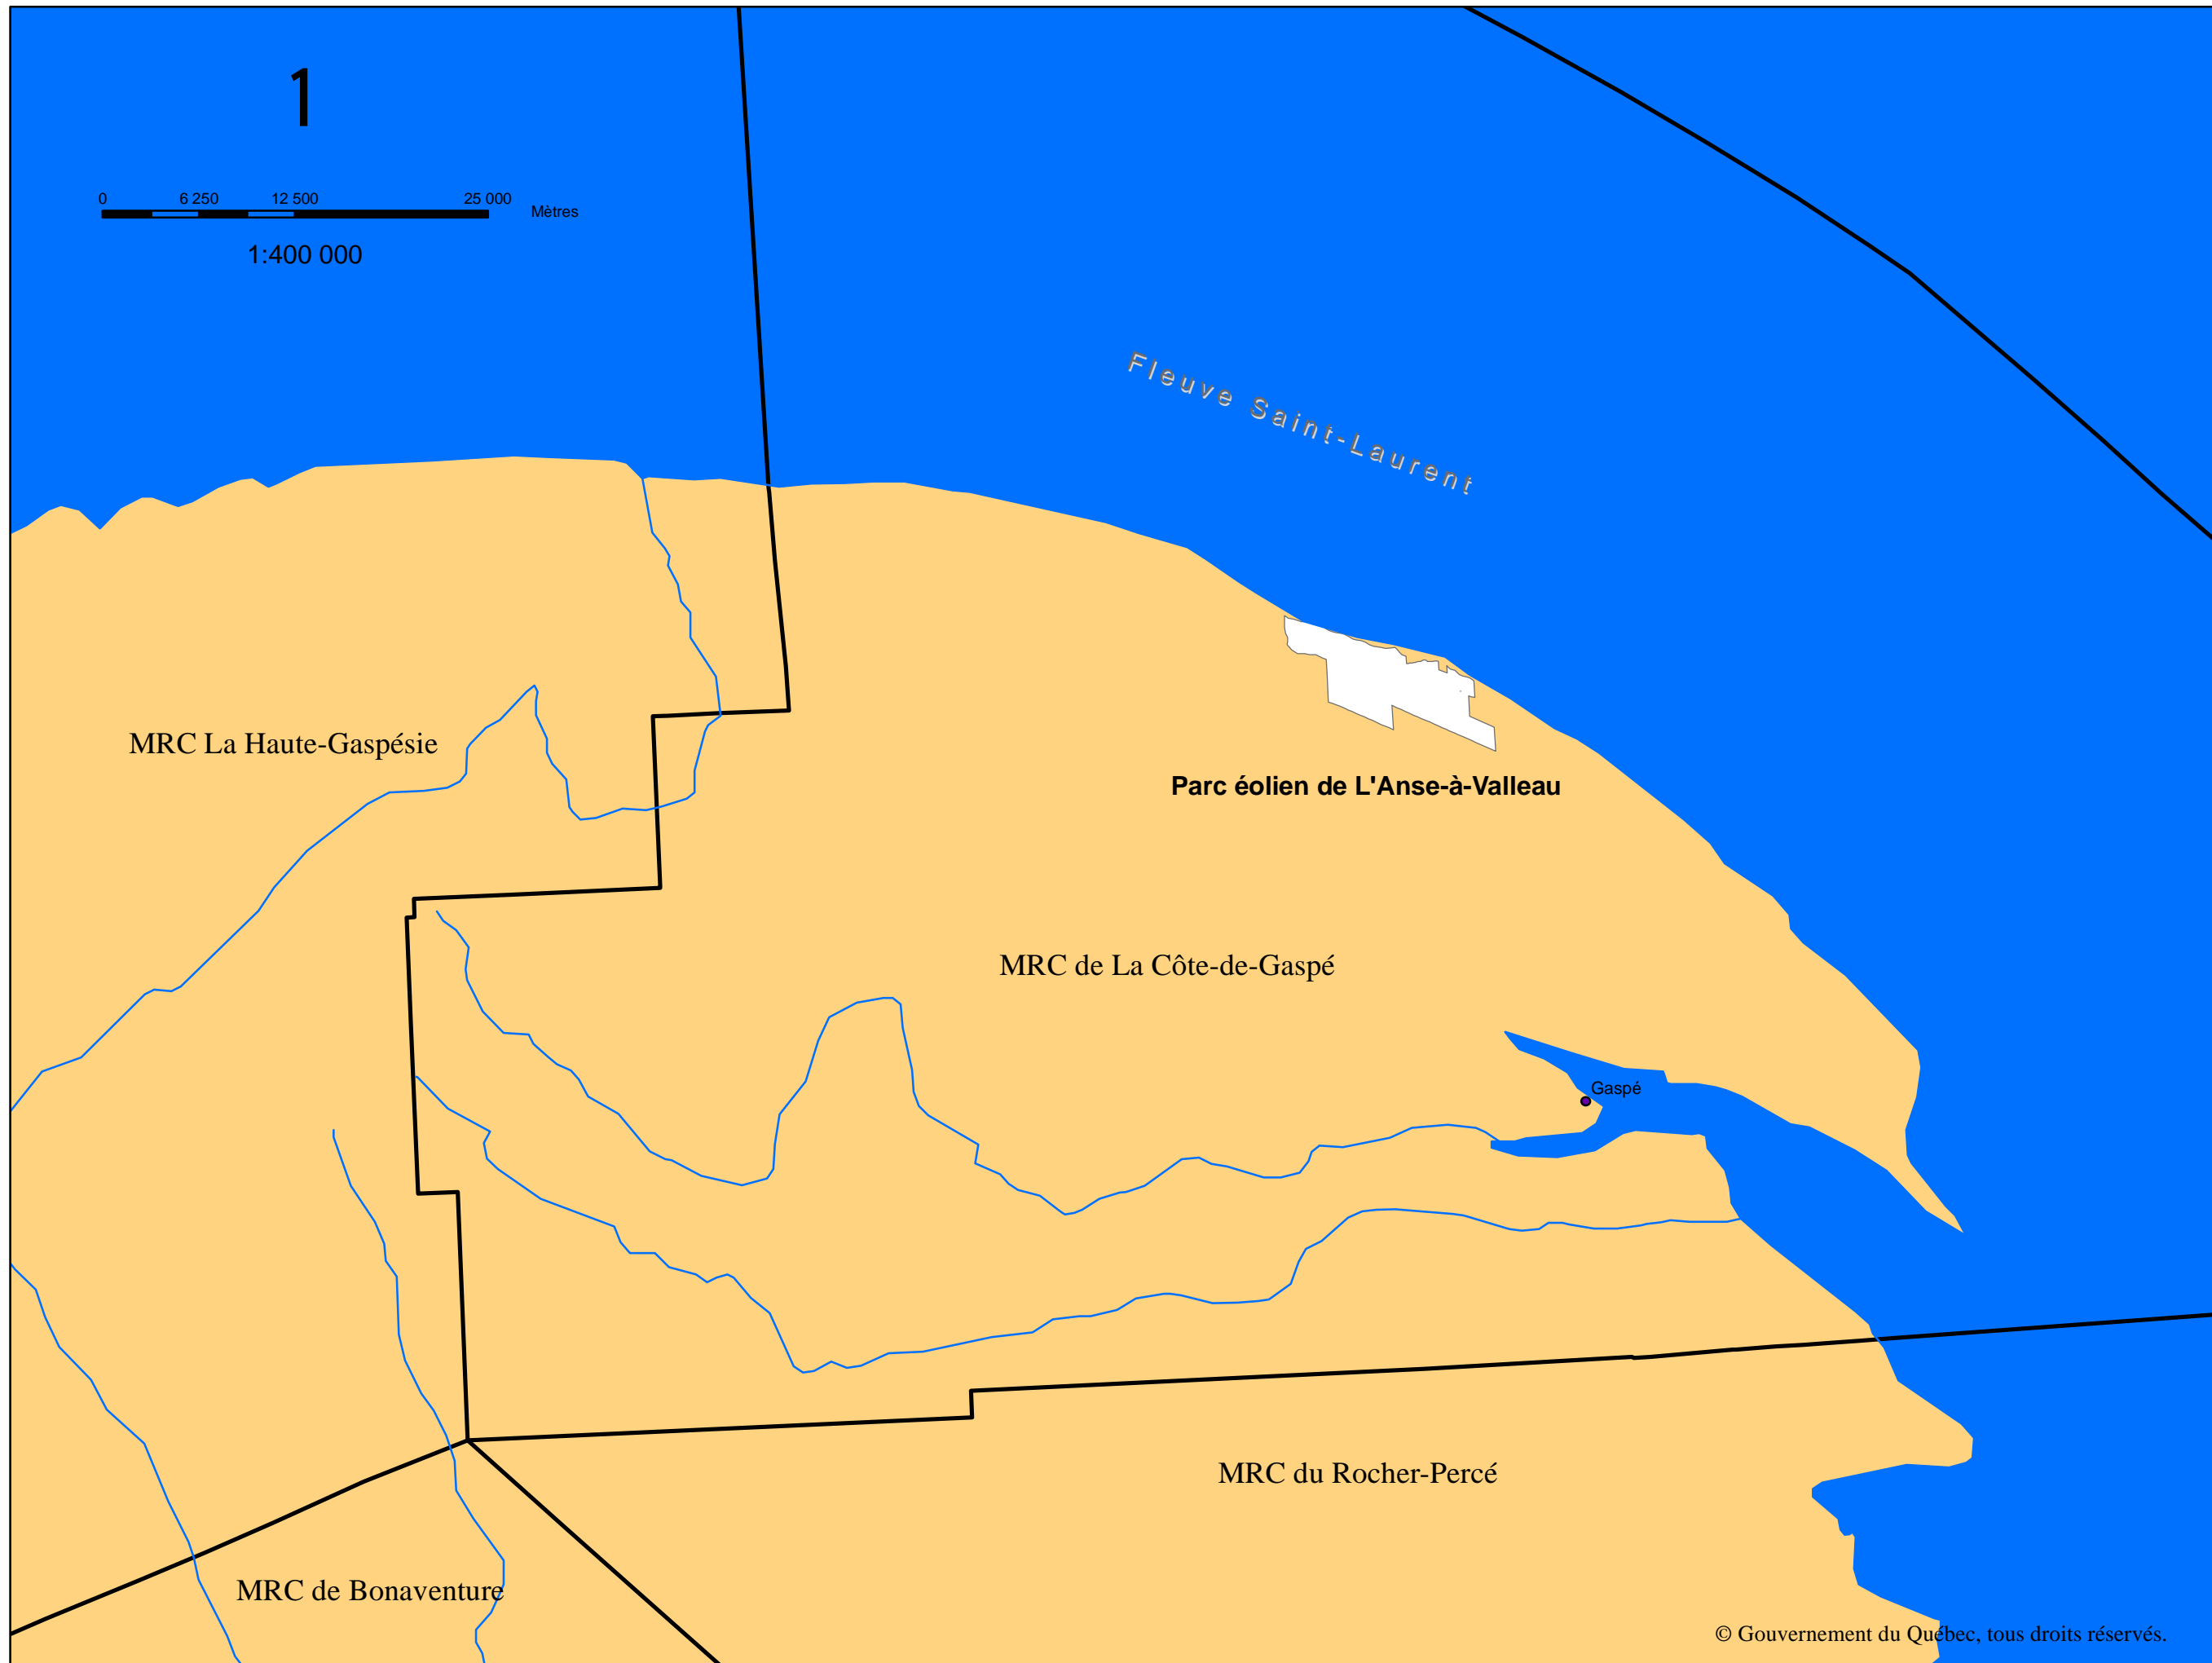 1
0 6 250 12 500 25 000
Mètres
1:400 000
Fleuve Saint-Laurent
MRC La Haute-Gaspésie
Parc éolien de L'Anse-à-Valleau
MRC de La Côte-de-Gaspé
Gaspé
MRC du Rocher-Percé
MRC de Bonaventure
© Gouvernement du Québec, tous droits réservés.